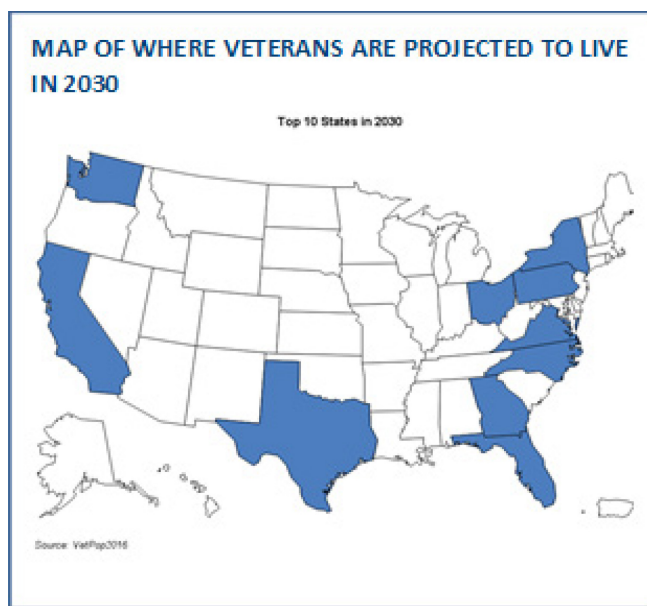 MAP OF WHERE VETERANS ARE PROJECTED TO LIVE
IN 2030
Top 10 States in 2030
Source: VetPop2016